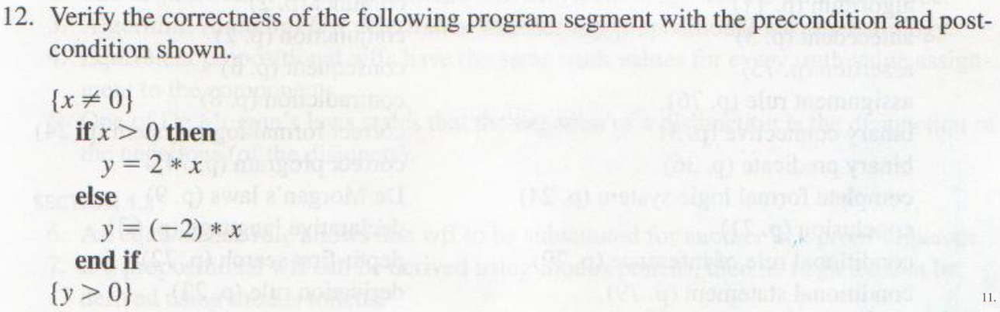 12. Verify the correctness of the following program segment with the precondition and post-
condition shown.
{x ≠ 0}
if x > 0 then
y = 2 * x
else
y = (−2) * x
end if
{y > 0}
11.